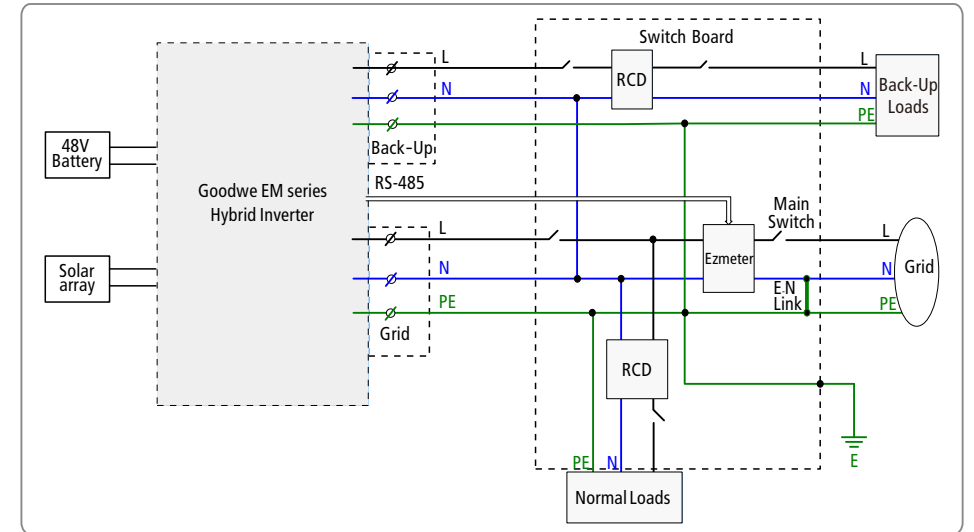 Switch Board
L
L
RCD
N
N
Back-Up
Loads
PE
48V
Battery
Back-Up
Goodwe EM series
Hybrid Inverter
RS-485
Main
Switch
L
L
Ezmeter
Solar
array
N
N
Grid
E.N
Link
PE
PE
Grid
RCD
E
PE
N
Normal Loads